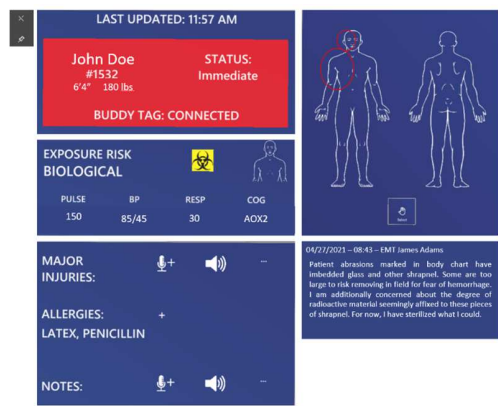 LAST UPDATED: 11:57 AM
John Doe
#1532
6'4" 180 lbs
STATUS:
Immediate
BUDDY TAG: CONNECTED
EXPOSURE RISK
BIOLOGICAL
PULSE BP RESP COG
150 85/45 30 AOX2
MAJOR
INJURIES:
ALLERGIES:
LATEX, PENICILLIN
NOTES:
Select
04/27/2021 – 08:43 – EMT James Adams
Patient abrasions marked in body chart have
imbedded glass and other shrapnel. Some are too
large to risk removing in field for fear of hemorrhage.
I am additionally concerned about the degree of
radioactive material seemingly affixed to these pieces
of shrapnel. For now, I have sterilized what I could.